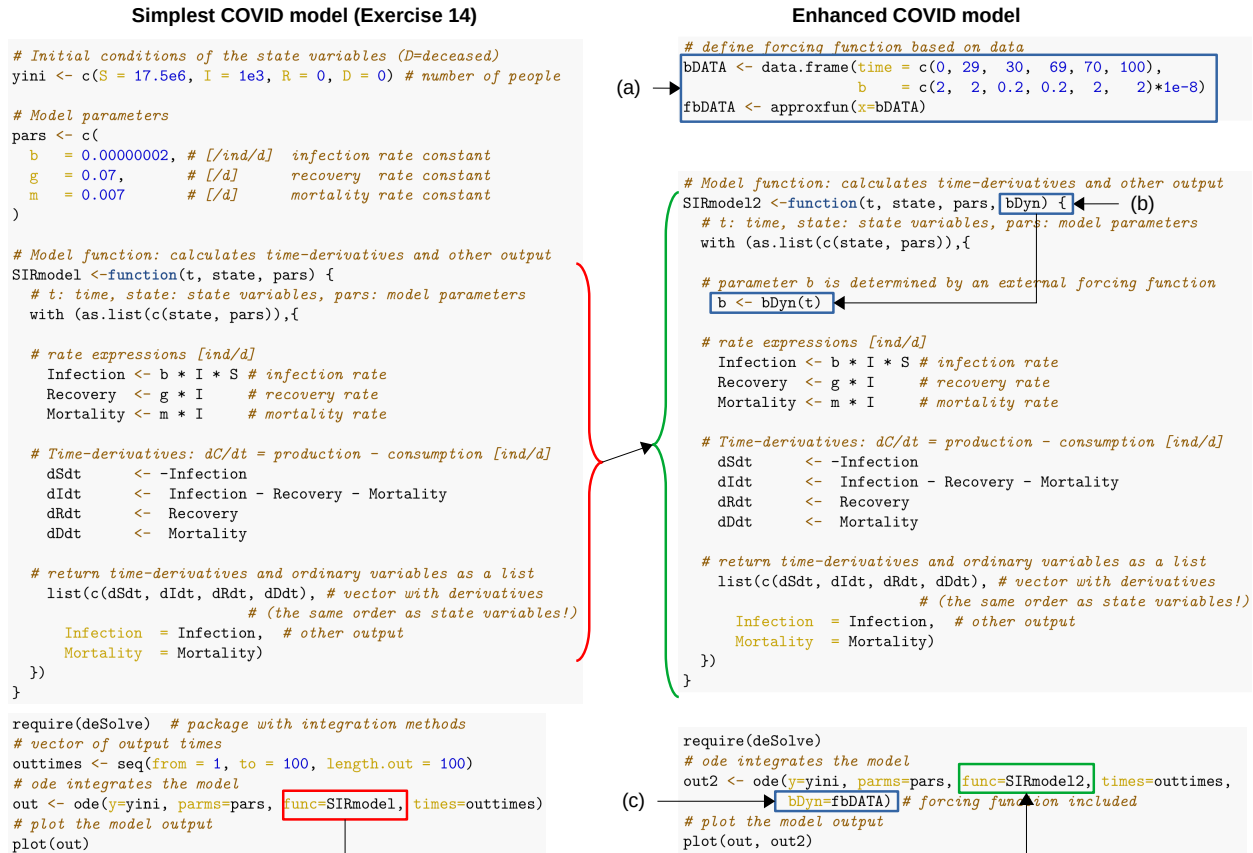 Simplest COVID model (Exercise 14)
# Initial conditions of the state variables (D=deceased)
yini <- c(S = 17.5e6, I = 1e3, R = 0, D = 0) # number of people
# Model parameters
pars <- c(
  b   = 0.00000002, # [/ind/d]  infection rate constant
  g   = 0.07,       # [/d]      recovery  rate constant
  m   = 0.007       # [/d]      mortality rate constant
)
# Model function: calculates time-derivatives and other output
SIRmodel <-function(t, state, pars) {
  # t: time, state: state variables, pars: model parameters
  with (as.list(c(state, pars)),{
  # rate expressions [ind/d]
    Infection <- b * I * S # infection rate
    Recovery  <- g * I     # recovery rate
    Mortality <- m * I     # mortality rate
  # Time-derivatives: dC/dt = production - consumption [ind/d]
    dSdt      <- -Infection
    dIdt      <-  Infection - Recovery - Mortality
    dRdt      <-  Recovery
    dDdt      <-  Mortality
  # return time-derivatives and ordinary variables as a list
    list(c(dSdt, dIdt, dRdt, dDdt), # vector with derivatives
                           # (the same order as state variables!)
      Infection  = Infection,  # other output
      Mortality  = Mortality)
  })
}
require(deSolve)  # package with integration methods
# vector of output times
outtimes <- seq(from = 1, to = 100, length.out = 100)
# ode integrates the model
out <- ode(y=yini, parms=pars, func=SIRmodel, times=outtimes)
# plot the model output
plot(out)
Enhanced COVID model
# define forcing function based on data
(a)
bDATA <- data.frame(time = c(0, 29,  30,  69, 70, 100),
                    b    = c(2,  2, 0.2, 0.2,  2,   2)*1e-8)
fbDATA <- approxfun(x=bDATA)
# Model function: calculates time-derivatives and other output
SIRmodel2 <-function(t, state, pars, bDyn) {
(b)
  # t: time, state: state variables, pars: model parameters
  with (as.list(c(state, pars)),{
  # parameter b is determined by an external forcing function
   b <- bDyn(t)
  # rate expressions [ind/d]
    Infection <- b * I * S # infection rate
    Recovery  <- g * I     # recovery rate
    Mortality <- m * I     # mortality rate
  # Time-derivatives: dC/dt = production - consumption [ind/d]
    dSdt      <- -Infection
    dIdt      <-  Infection - Recovery - Mortality
    dRdt      <-  Recovery
    dDdt      <-  Mortality
  # return time-derivatives and ordinary variables as a list
    list(c(dSdt, dIdt, dRdt, dDdt), # vector with derivatives
                           # (the same order as state variables!)
      Infection  = Infection,  # other output
      Mortality  = Mortality)
  })
}
require(deSolve)
# ode integrates the model
out2 <- ode(y=yini, parms=pars, func=SIRmodel2, times=outtimes,
(c)
            bDyn=fbDATA) # forcing function included
# plot the model output
plot(out, out2)